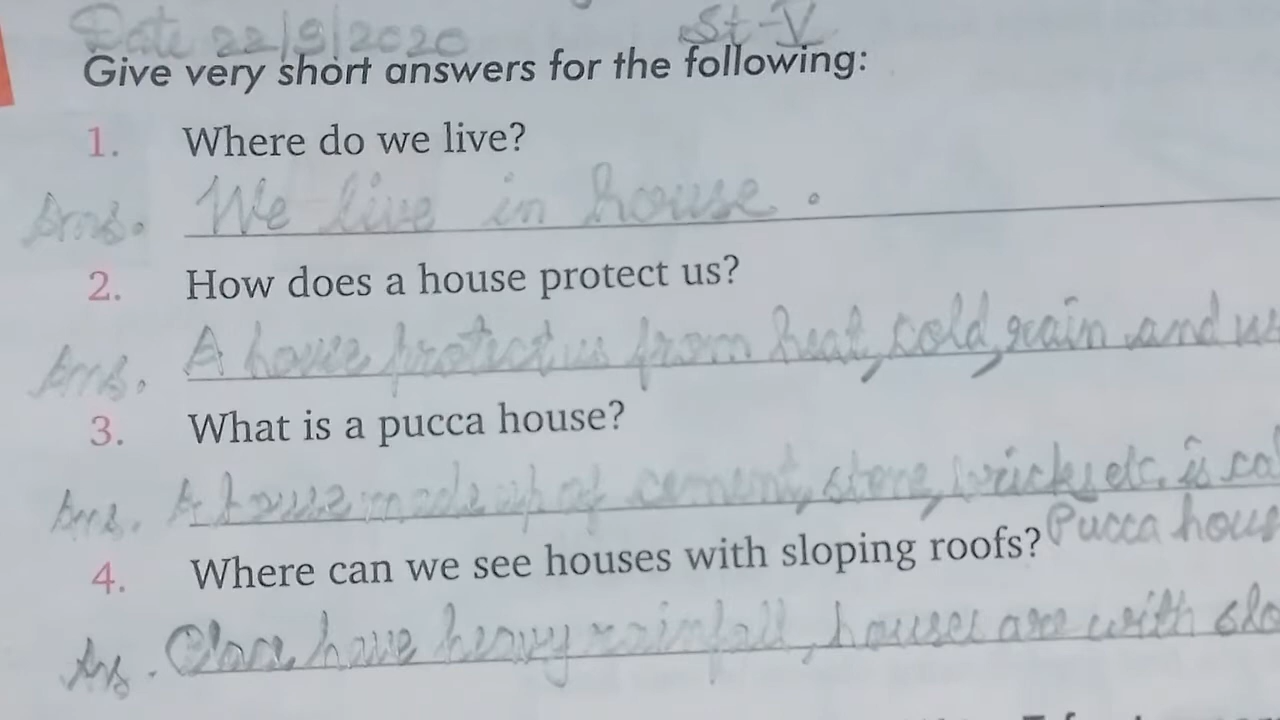 Date 22/9/2020 St-V
Give very short answers for the following:
1. Where do we live?
Ans. We live in house.
2. How does a house protect us?
Ans. A house protect us from heat, cold, rain and
3. What is a pucca house?
Ans. A house made up of cement, stone, bricks etc. is
Pucca
4. Where can we see houses with sloping roofs?
Ans. have heavy rainfall, houses are with